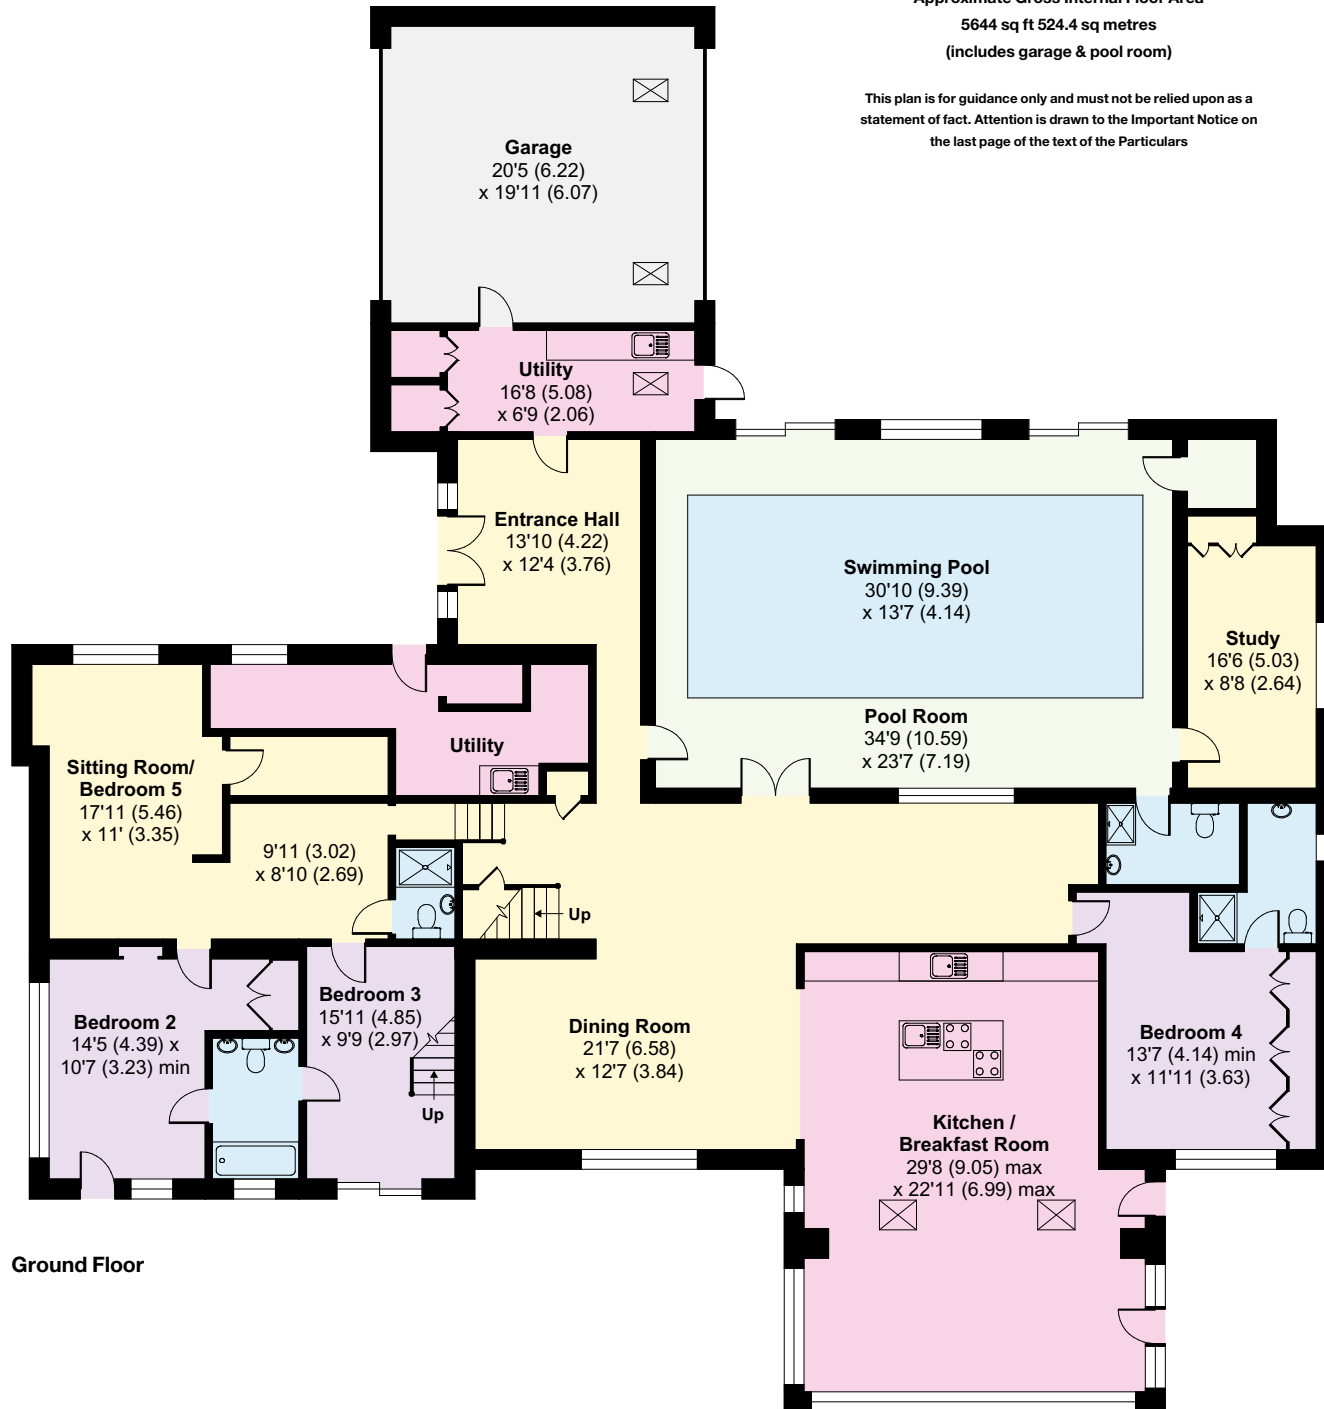 Approximate Gross Internal Floor Area
5644 sq ft 524.4 sq metres
(includes garage & pool room)
This plan is for guidance only and must not be relied upon as a
statement of fact. Attention is drawn to the Important Notice on
the last page of the text of the Particulars
Garage
20'5 (6.22)
x 19'11 (6.07)
Utility
16'8 (5.08)
x 6'9 (2.06)
Entrance Hall
13'10 (4.22)
x 12'4 (3.76)
Swimming Pool
30'10 (9.39)
x 13'7 (4.14)
Study
16'6 (5.03)
x 8'8 (2.64)
Pool Room
34'9 (10.59)
x 23'7 (7.19)
Utility
Sitting Room/
Bedroom 5
17'11 (5.46)
x 11' (3.35)
9'11 (3.02)
x 8'10 (2.69)
Up
Bedroom 2
14'5 (4.39) x
10'7 (3.23) min
Bedroom 3
15'11 (4.85)
x 9'9 (2.97)
Up
Dining Room
21'7 (6.58)
x 12'7 (3.84)
Bedroom 4
13'7 (4.14) min
x 11'11 (3.63)
Kitchen /
Breakfast Room
29'8 (9.05) max
x 22'11 (6.99) max
Ground Floor